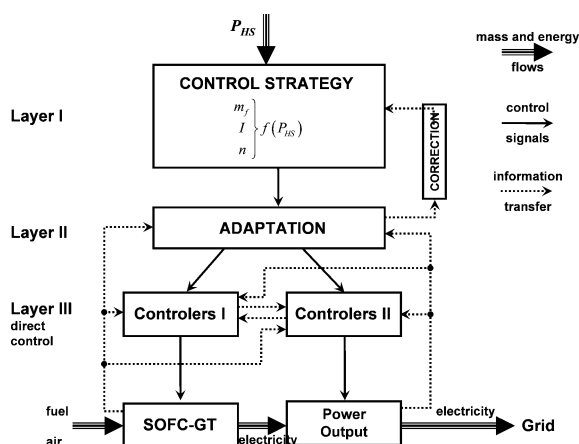 P_HS
mass and energy
flows
CONTROL STRATEGY
m_f
I } f(P_HS)
n
Layer I
control
signals
CORRECTION
information
transfer
Layer II
ADAPTATION
Layer III
direct
control
Controlers I
Controlers II
fuel
air
SOFC-GT
electricity
Power
Output
electricity
Grid